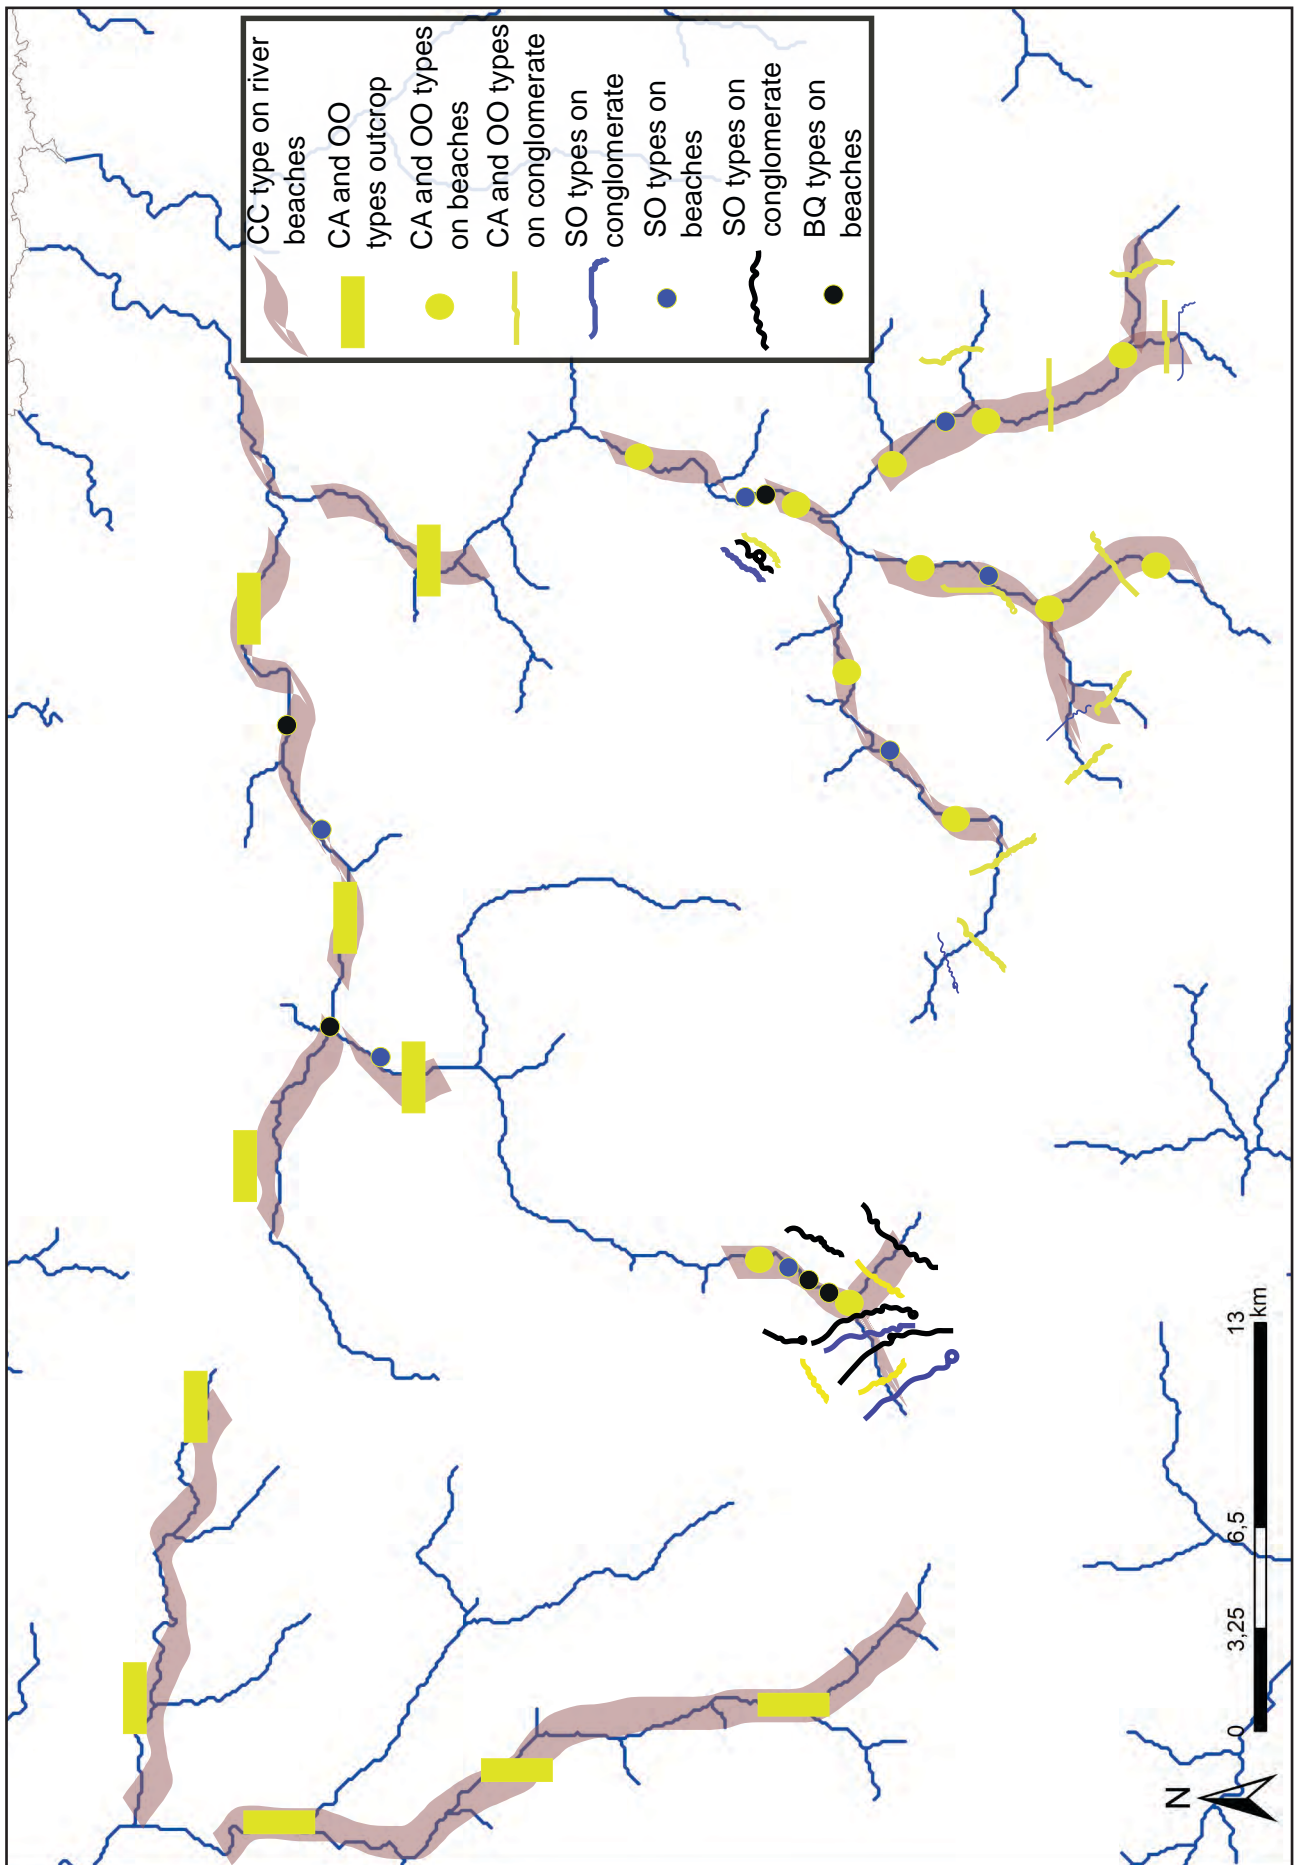 CC type on river
beaches
CA and OO
types outcrop
CA and OO types
on beaches
CA and OO types
on conglomerate
SO types on
conglomerate
SO types on
beaches
SO types on
conglomerate
BQ types on
beaches
N
0
3,25
6,5
13
km